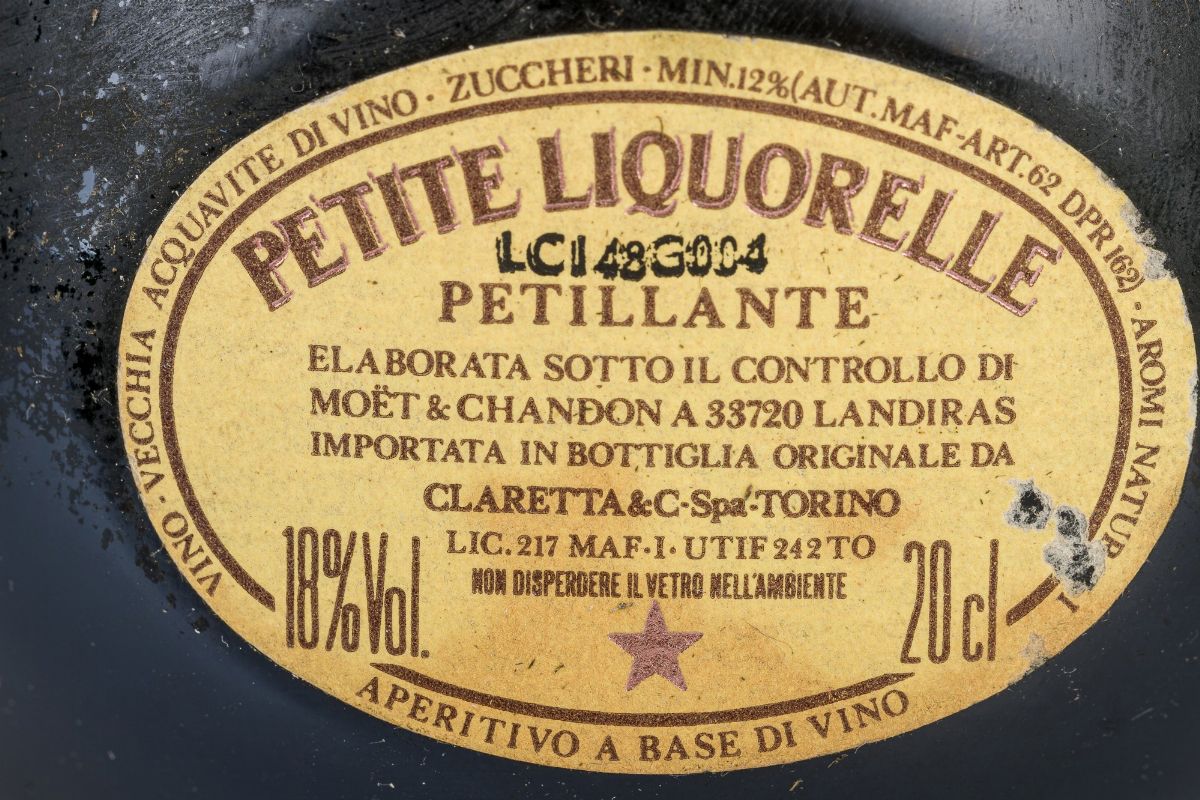 VINO · VECCHIA ACQUAVITE DI VINO · ZUCCHERI · MIN.12%(AUT.MAF-ART.62 DPR 162) - AROMI NATUR I
PETITE LIQUORELLE
LCI48G004
PETILLANTE
ELABORATA SOTTO IL CONTROLLO DI
MOËT & CHANDON A 33720 LANDIRAS
IMPORTATA IN BOTTIGLIA ORIGINALE DA
CLARETTA&C-Spa-TORINO
LIC. 217 MAF·I· UTIF 242 TO
NON DISPERDERE IL VETRO NELL'AMBIENTE
18%Vol.
20 cl
APERITIVO A BASE DI VINO